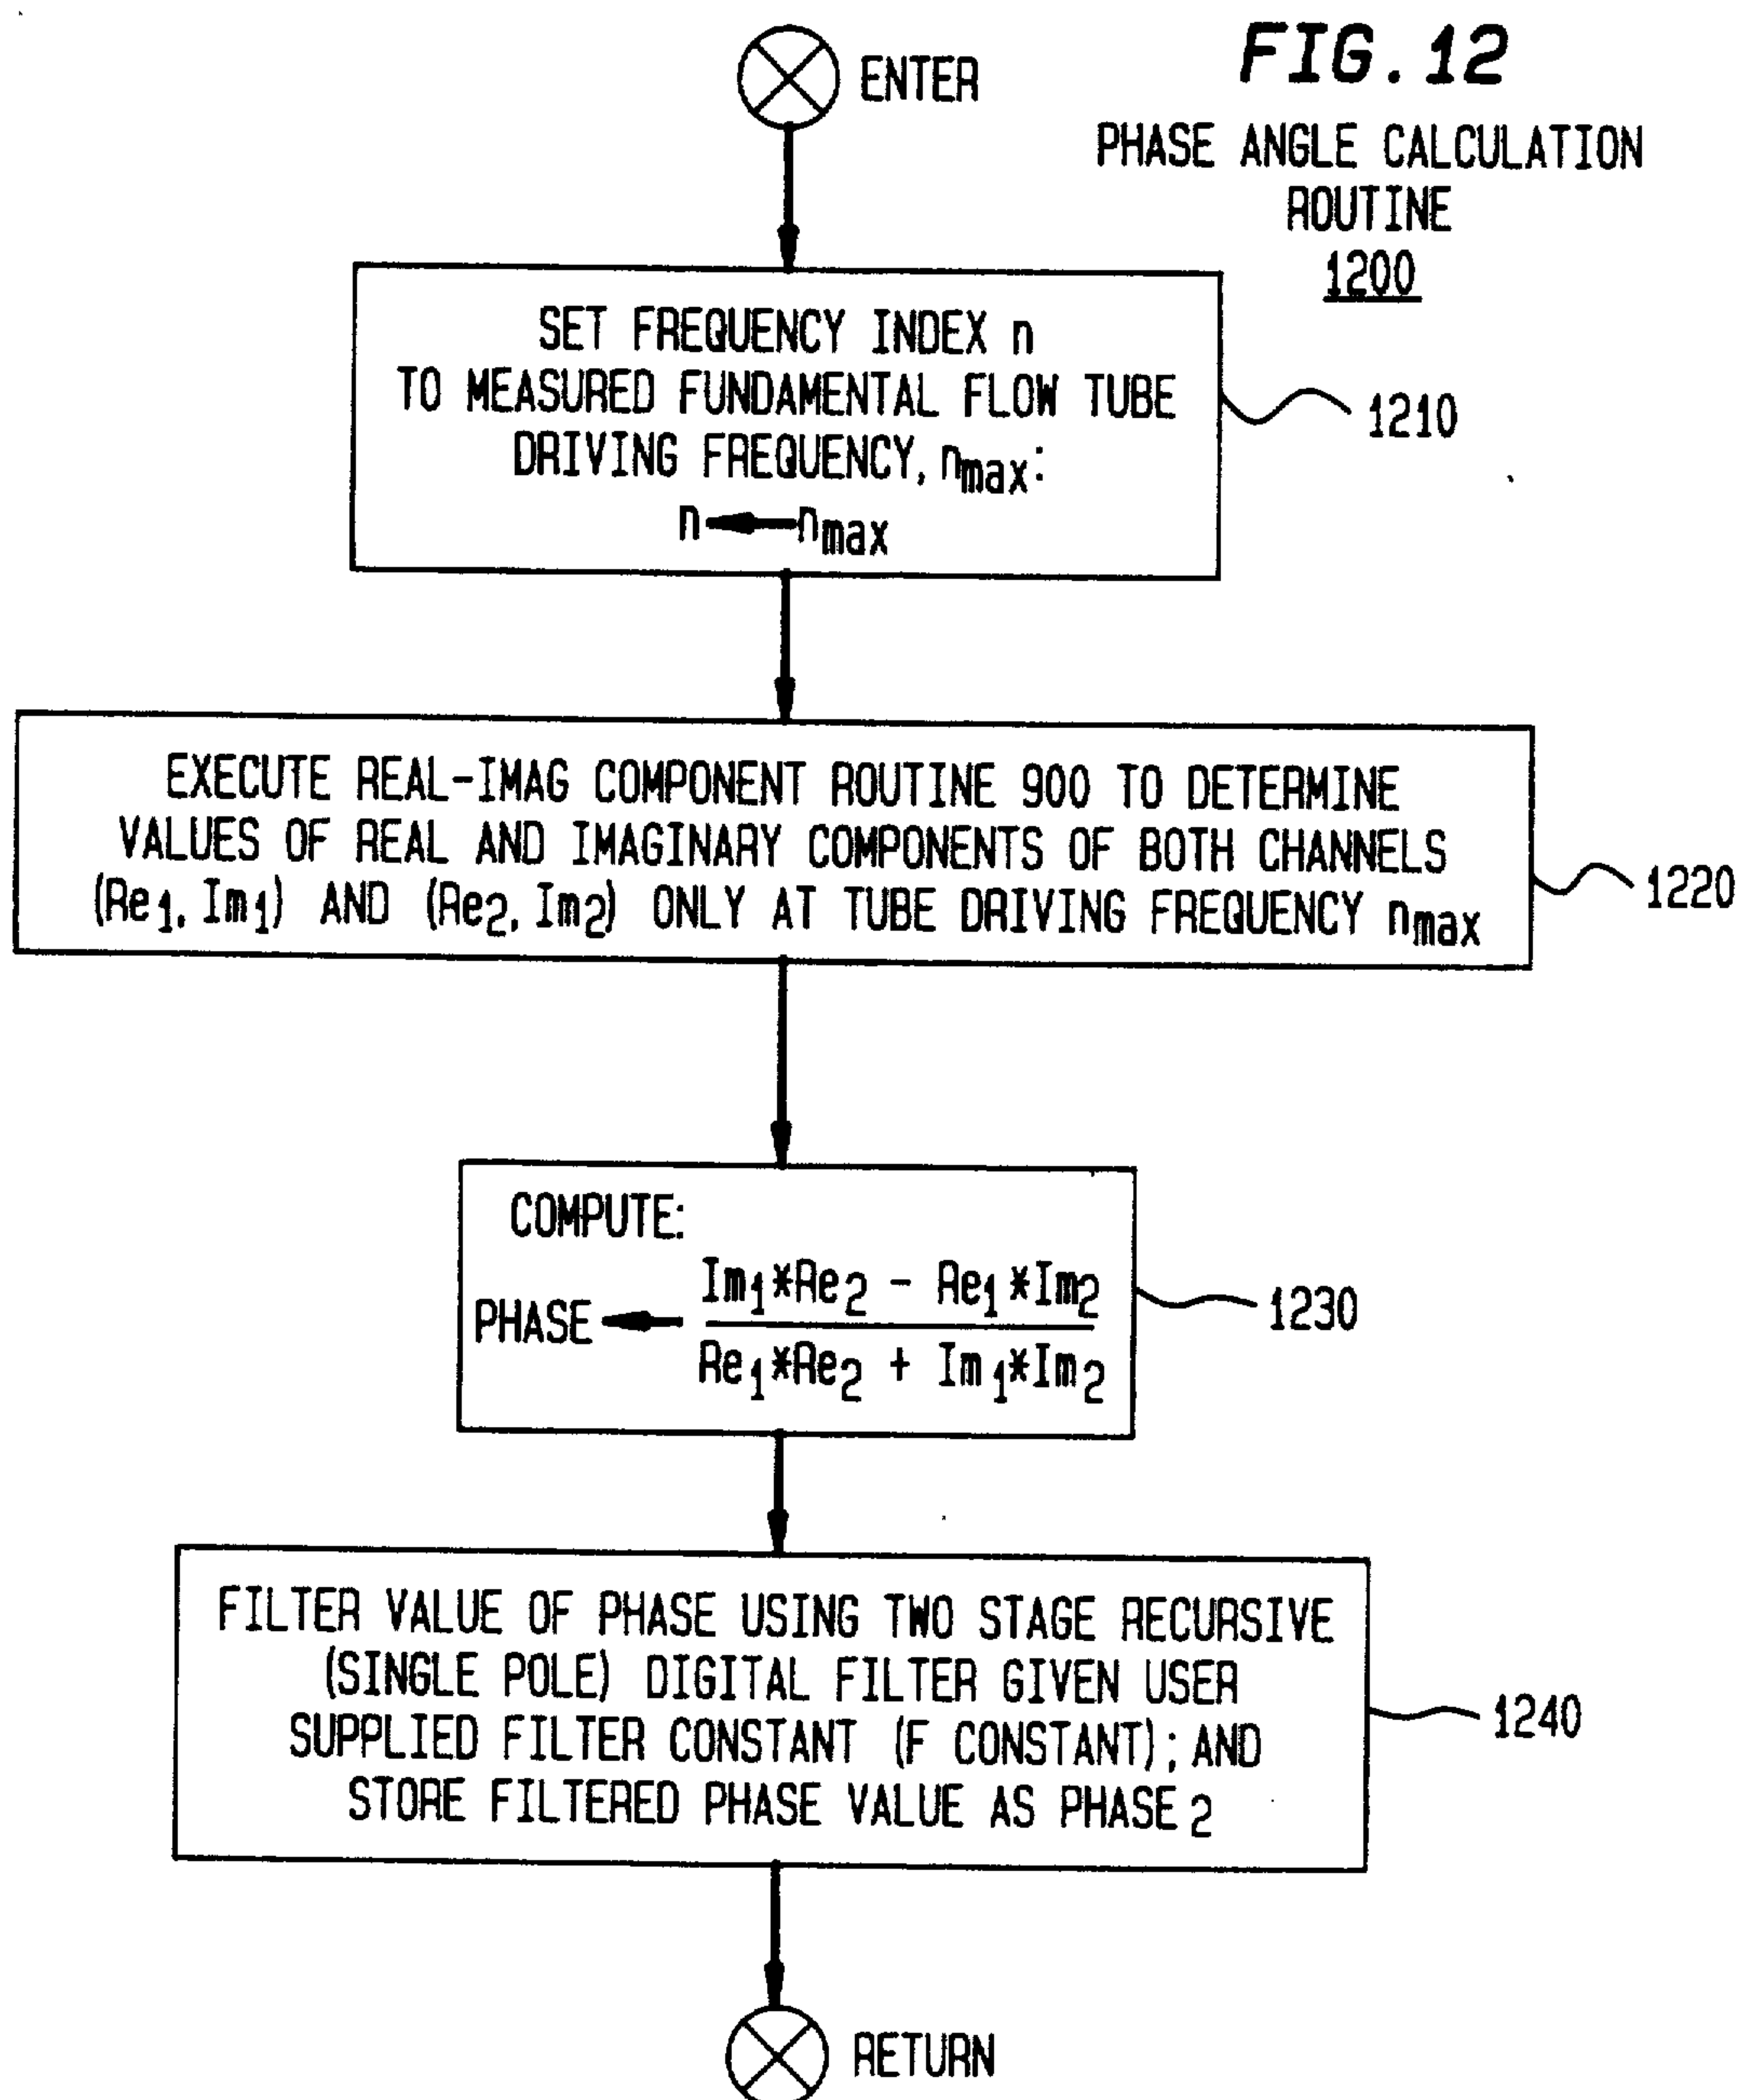 FIG. 12
PHASE ANGLE CALCULATION
ROUTINE
1200
ENTER
SET FREQUENCY INDEX n
TO MEASURED FUNDAMENTAL FLOW TUBE
DRIVING FREQUENCY, nmax:
n ← nmax
1210
EXECUTE REAL-IMAG COMPONENT ROUTINE 900 TO DETERMINE
VALUES OF REAL AND IMAGINARY COMPONENTS OF BOTH CHANNELS
(Re1, Im1) AND (Re2, Im2) ONLY AT TUBE DRIVING FREQUENCY nmax
1220
COMPUTE:
Im1*Re2 - Re1*Im2
PHASE ←
Re1*Re2 + Im1*Im2
1230
FILTER VALUE OF PHASE USING TWO STAGE RECURSIVE
(SINGLE POLE) DIGITAL FILTER GIVEN USER
SUPPLIED FILTER CONSTANT (F CONSTANT); AND
STORE FILTERED PHASE VALUE AS PHASE2
1240
RETURN